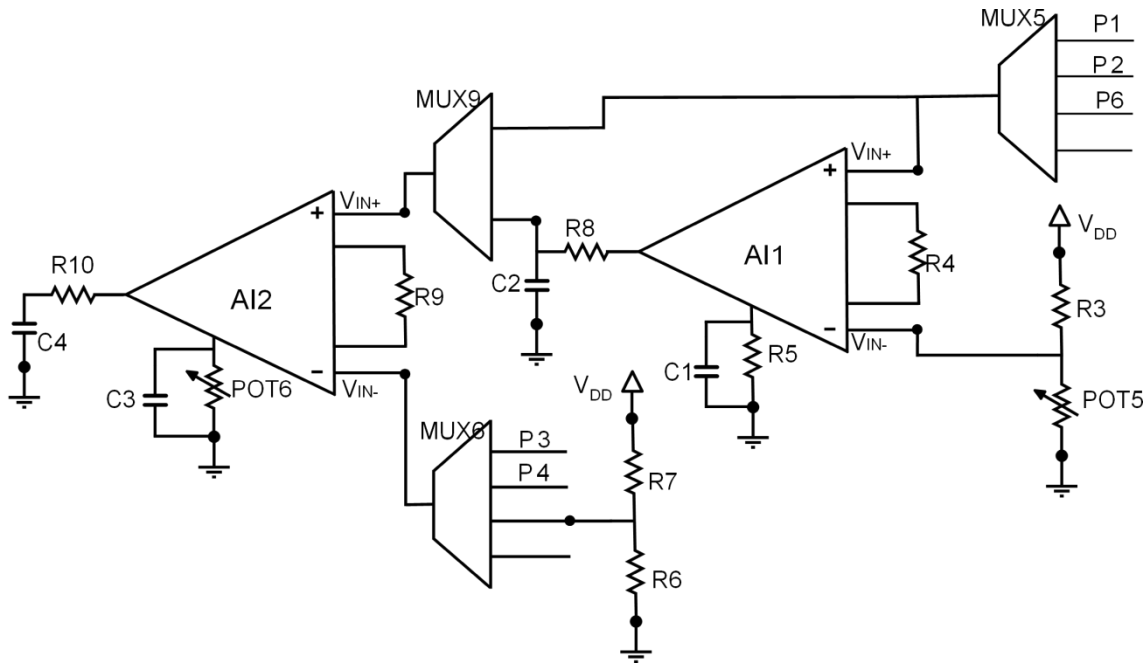 MUX5
P1
P2
P6
MUX9
VIN+
+
AI1
R4
−
VIN-
R8
C2
C1
R5
VDD
R3
POT5
VIN+
+
AI2
R9
−
VIN-
R10
C4
C3
POT6
MUX6
P3
P4
VDD
R7
R6